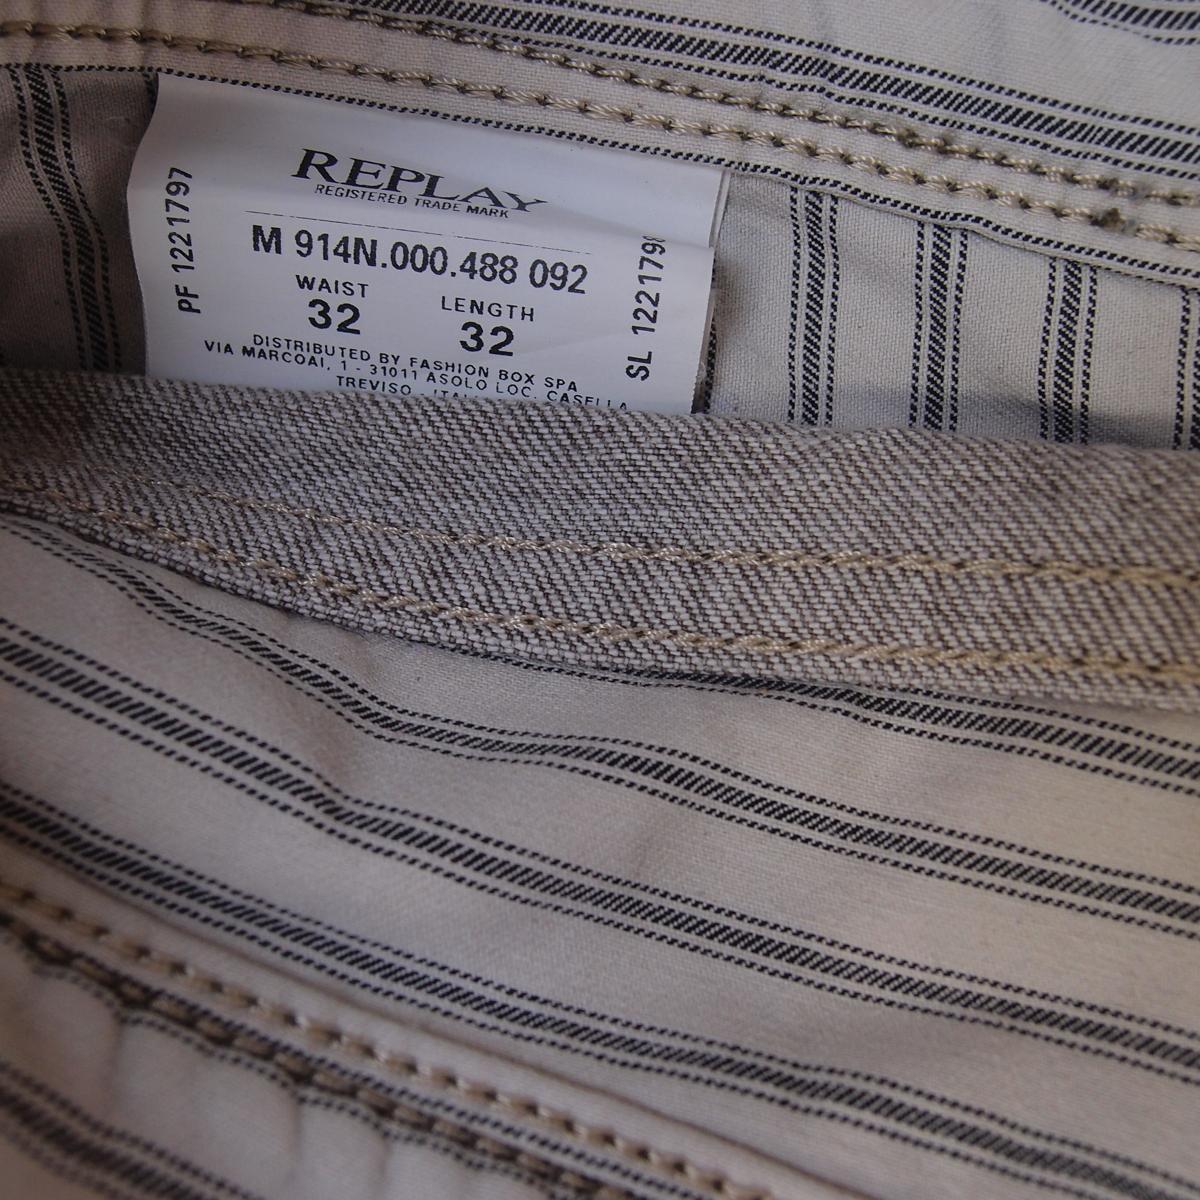 REPLAY
REGISTERED TRADE MARK
M 914N.000.488 092
WAIST LENGTH
32 32
DISTRIBUTED BY FASHION BOX SPA
VIA MARCOAI, 1 - 31011 ASOLO LOC. CASELLA
TREVISO - ITAL
PF 1221797
SL 122179